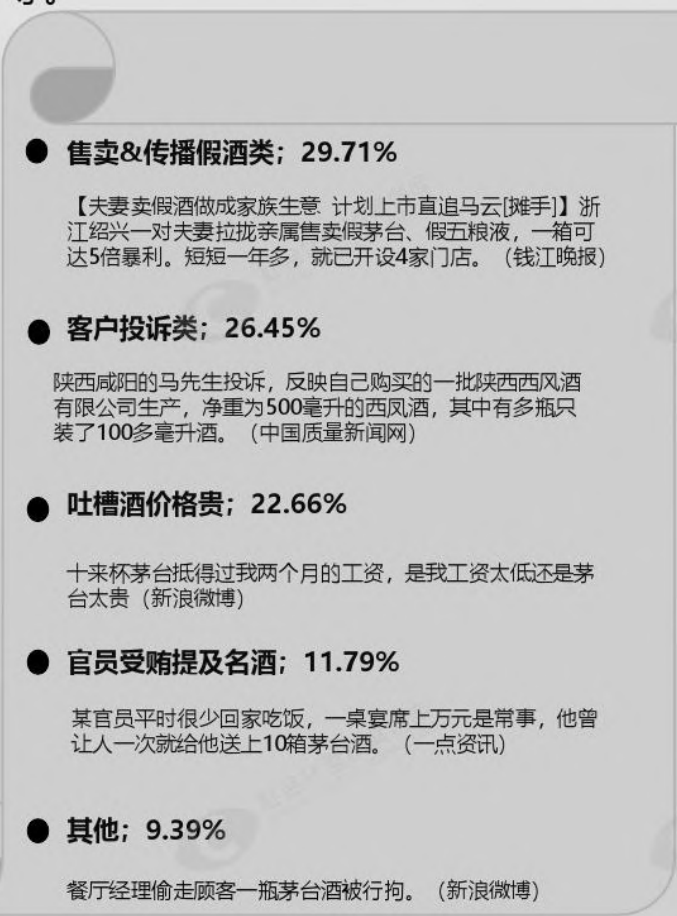 售卖&传播假酒类；29.71%
【夫妻卖假酒做成家族生意 计划上市直追马云[摊手]】浙
江绍兴一对夫妻拉拢亲属售卖假茅台、假五粮液，一箱可
达5倍暴利。短短一年多，就已开设4家门店。（钱江晚报）
客户投诉类；26.45%
陕西咸阳的马先生投诉，反映自己购买的一批陕西西风酒
有限公司生产，净重为500毫升的西凤酒，其中有多瓶只
装了100多毫升酒。（中国质量新闻网）
吐槽酒价格贵；22.66%
十来杯茅台抵得过我两个月的工资，是我工资太低还是茅
台太贵（新浪微博）
官员受贿提及名酒；11.79%
某官员平时很少回家吃饭，一桌宴席上万元是常事，他曾
让人一次就给他送上10箱茅台酒。（一点资讯）
其他；9.39%
餐厅经理偷走顾客一瓶茅台酒被行拘。（新浪微博）